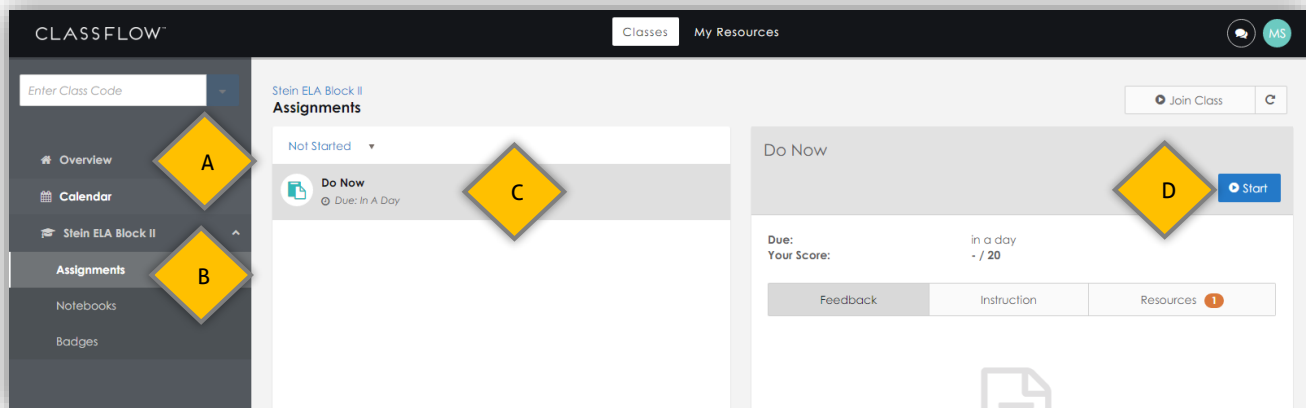 CLASSFLOW™
Classes My Resources
MS
Enter Class Code
Overview
A
Calendar
Stein ELA Block II
Assignments
B
Notebooks
Badges
Stein ELA Block II
Assignments
Join Class
Not Started
Do Now
Due: In A Day
C
Do Now
D
Start
Due: in a day
Your Score: - / 20
Feedback Instruction Resources 1